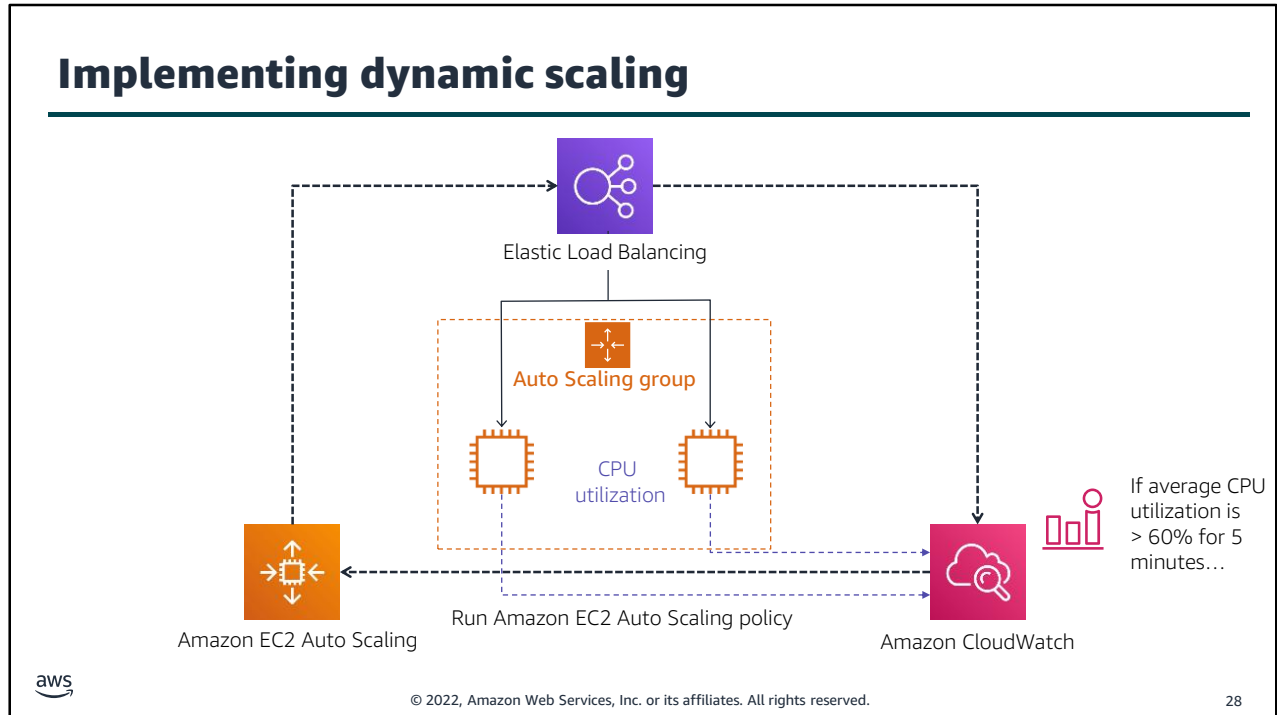 Implementing dynamic scaling
Elastic Load Balancing
Auto Scaling group
CPU
utilization
If average CPU
utilization is
> 60% for 5
minutes…
Run Amazon EC2 Auto Scaling policy
Amazon EC2 Auto Scaling
Amazon CloudWatch
aws
© 2022, Amazon Web Services, Inc. or its affiliates. All rights reserved.
28